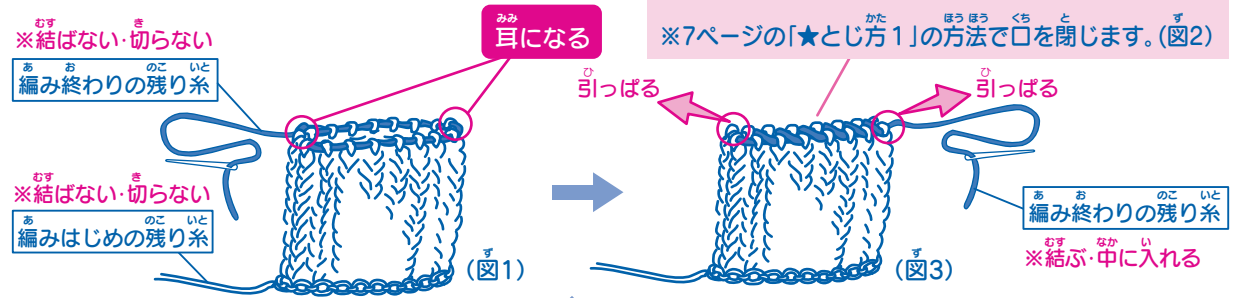 ※結ばない・切らない
編み終わりの残り糸
※結ばない・切らない
編みはじめの残り糸
耳になる
(図1)
※7ページの「★とじ方1」の方法で口を閉じます。(図2)
引っぱる
引っぱる
編み終わりの残り糸
※結ぶ・中に入れる
(図3)